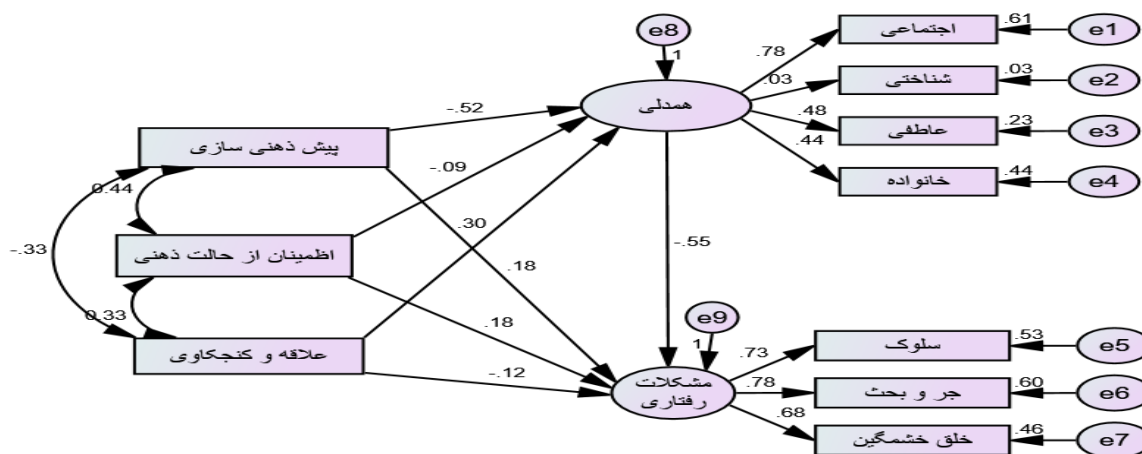 e8
1
همدلی
.78
.03
.48
.44
اجتماعی
.61
e1
شناختی
.03
e2
عاطفی
.23
e3
خانواده
.44
e4
پیش ذهنی سازی
-.52
-.09
.30
.18
0.44
-.33
اظمینان از حالت ذهنی
.18
-.55
0.33
علاقه و کنجکاوی
-.12
e9
1
مشکلات
رفتاری
.73
.78
.68
سلوک
.53
e5
جر و بحث
.60
e6
خلق خشمگین
.46
e7